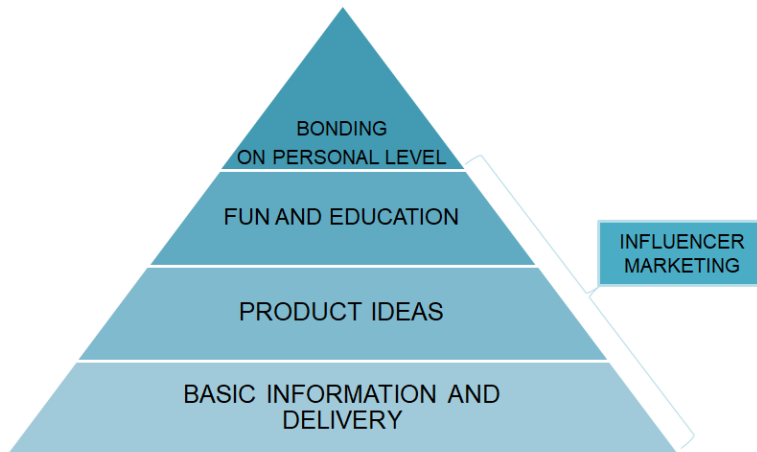 BONDING
ON PERSONAL LEVEL
FUN AND EDUCATION
INFLUENCER
MARKETING
PRODUCT IDEAS
BASIC INFORMATION AND
DELIVERY